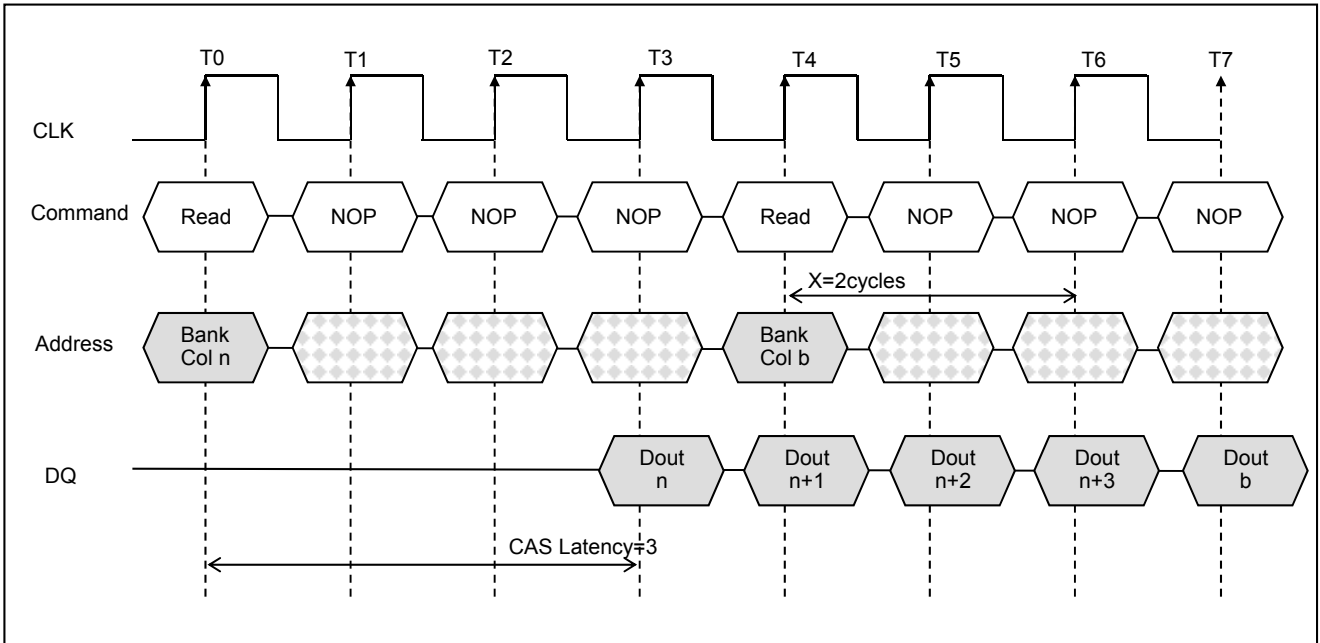 T0 T1 T2 T3 T4 T5 T6 T7
CLK
Command Read NOP NOP NOP Read NOP NOP NOP
X=2cycles
Address
Bank
Col n
Bank
Col b
DQ
Dout
n
Dout
n+1
Dout
n+2
Dout
n+3
Dout
b
CAS Latency=3